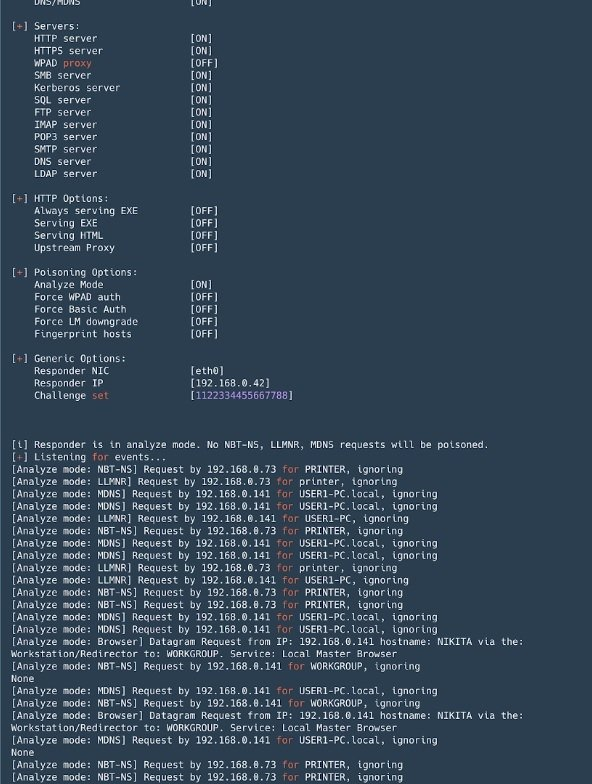 DNS/MDNS [ON]
[+] Servers:
HTTP server [ON]
HTTPS server [ON]
WPAD proxy [OFF]
SMB server [ON]
Kerberos server [ON]
SQL server [ON]
FTP server [ON]
IMAP server [ON]
POP3 server [ON]
SMTP server [ON]
DNS server [ON]
LDAP server [ON]
[+] HTTP Options:
Always serving EXE [OFF]
Serving EXE [OFF]
Serving HTML [OFF]
Upstream Proxy [OFF]
[+] Poisoning Options:
Analyze Mode [ON]
Force WPAD auth [OFF]
Force Basic Auth [OFF]
Force LM downgrade [OFF]
Fingerprint hosts [OFF]
[+] Generic Options:
Responder NIC [eth0]
Responder IP [192.168.0.42]
Challenge set [1122334455667788]
[i] Responder is in analyze mode. No NBT-NS, LLMNR, MDNS requests will be poisoned.
[+] Listening for events...
[Analyze mode: NBT-NS] Request by 192.168.0.73 for PRINTER, ignoring
[Analyze mode: LLMNR] Request by 192.168.0.73 for printer, ignoring
[Analyze mode: MDNS] Request by 192.168.0.141 for USER1-PC.local, ignoring
[Analyze mode: MDNS] Request by 192.168.0.141 for USER1-PC.local, ignoring
[Analyze mode: LLMNR] Request by 192.168.0.141 for USER1-PC, ignoring
[Analyze mode: NBT-NS] Request by 192.168.0.73 for PRINTER, ignoring
[Analyze mode: MDNS] Request by 192.168.0.141 for USER1-PC.local, ignoring
[Analyze mode: MDNS] Request by 192.168.0.141 for USER1-PC.local, ignoring
[Analyze mode: LLMNR] Request by 192.168.0.73 for printer, ignoring
[Analyze mode: LLMNR] Request by 192.168.0.141 for USER1-PC, ignoring
[Analyze mode: NBT-NS] Request by 192.168.0.73 for PRINTER, ignoring
[Analyze mode: NBT-NS] Request by 192.168.0.73 for PRINTER, ignoring
[Analyze mode: MDNS] Request by 192.168.0.141 for USER1-PC.local, ignoring
[Analyze mode: MDNS] Request by 192.168.0.141 for USER1-PC.local, ignoring
[Analyze mode: Browser] Datagram Request from IP: 192.168.0.141 hostname: NIKITA via the:
Workstation/Redirector to: WORKGROUP. Service: Local Master Browser
[Analyze mode: NBT-NS] Request by 192.168.0.141 for WORKGROUP, ignoring
None
[Analyze mode: MDNS] Request by 192.168.0.141 for USER1-PC.local, ignoring
[Analyze mode: NBT-NS] Request by 192.168.0.141 for WORKGROUP, ignoring
[Analyze mode: Browser] Datagram Request from IP: 192.168.0.141 hostname: NIKITA via the:
Workstation/Redirector to: WORKGROUP. Service: Local Master Browser
[Analyze mode: MDNS] Request by 192.168.0.141 for USER1-PC.local, ignoring
None
[Analyze mode: NBT-NS] Request by 192.168.0.73 for PRINTER, ignoring
[Analyze mode: NBT-NS] Request by 192.168.0.73 for PRINTER, ignoring